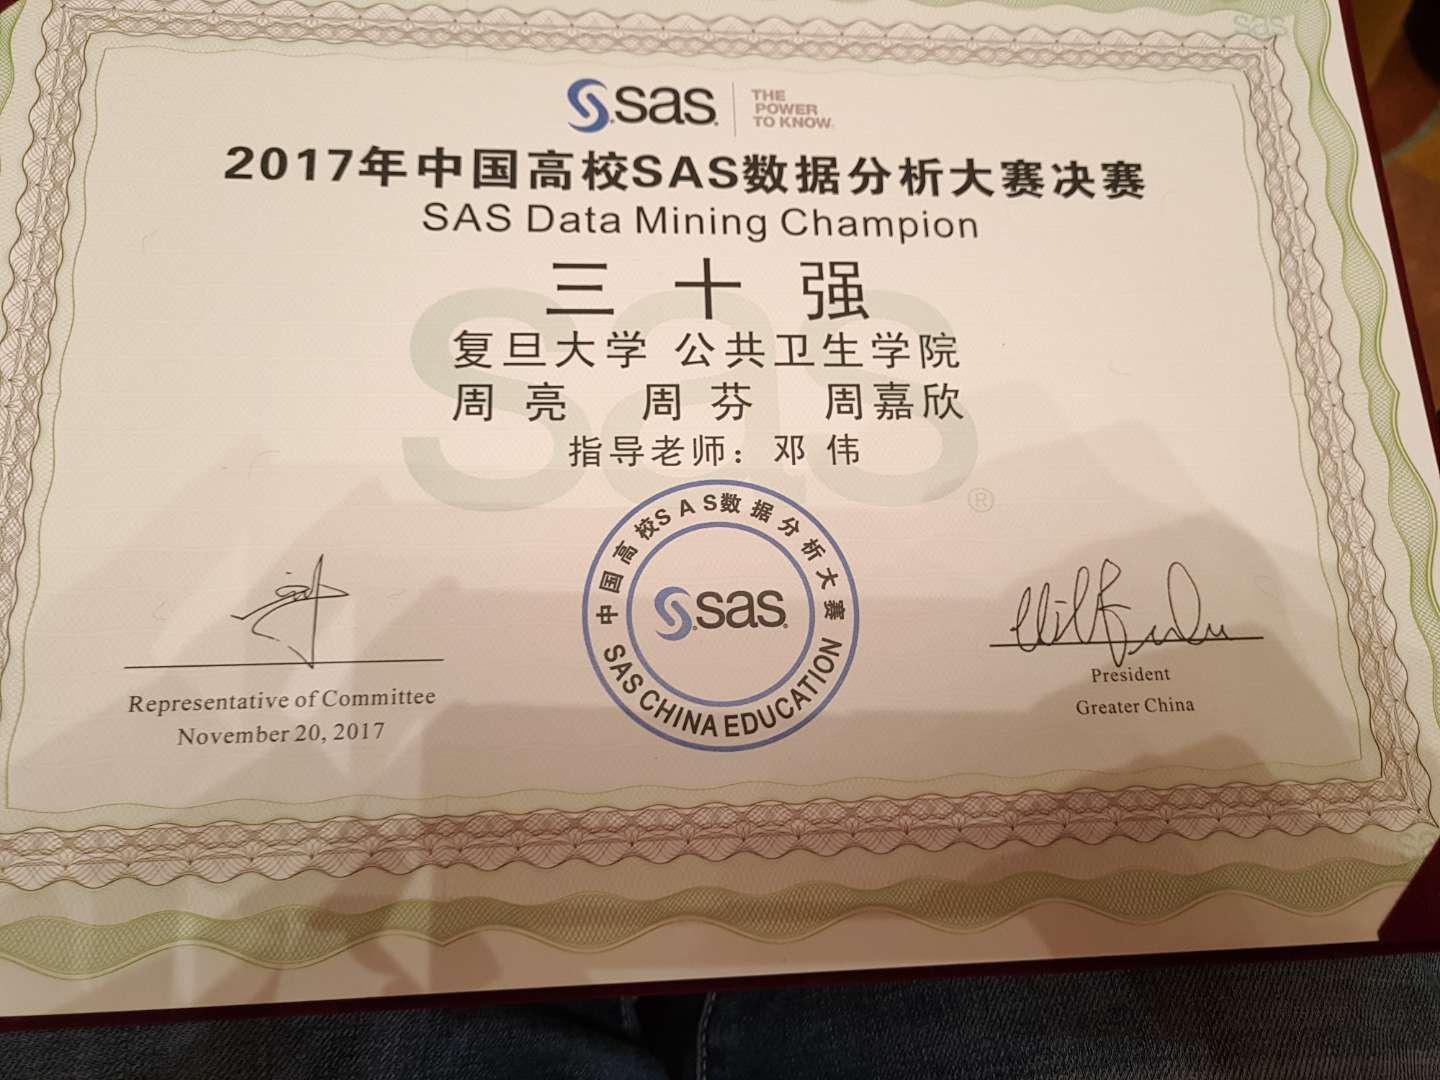 sas
sas THE
POWER
TO KNOW.
2017年中国高校SAS数据分析大赛决赛
SAS Data Mining Champion
三十强
复旦大学 公共卫生学院
周亮 周芬 周嘉欣
指导老师：邓伟
sas ®
中国高校SAS数据分析大赛
sas
SAS CHINA EDUCATION
Representative of Committee
November 20, 2017
President
Greater China